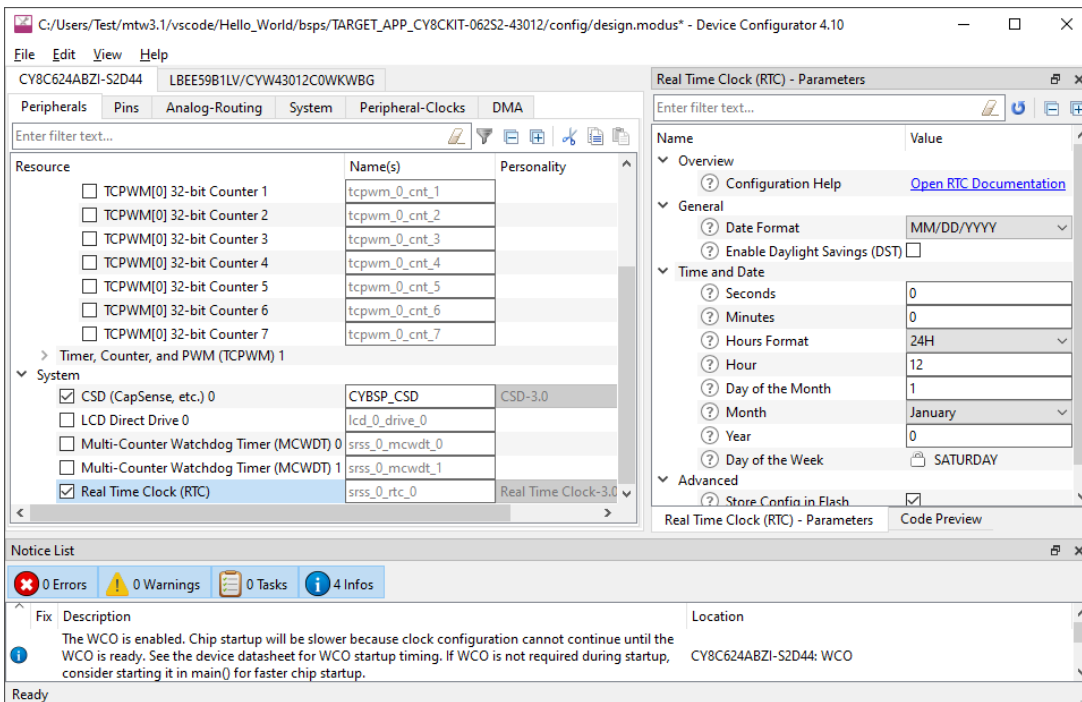 C:/Users/Test/mtw3.1/vscode/Hello_World/bsps/TARGET_APP_CY8CKIT-062S2-43012/config/design.modus* - Device Configurator 4.10
File Edit View Help
CY8C624ABZI-S2D44 LBEE59B1LV/CYW43012C0WKWBG
Peripherals Pins Analog-Routing System Peripheral-Clocks DMA
Enter filter text...
Resource Name(s) Personality
TCPWM[0] 32-bit Counter 1 tcpwm_0_cnt_1
TCPWM[0] 32-bit Counter 2 tcpwm_0_cnt_2
TCPWM[0] 32-bit Counter 3 tcpwm_0_cnt_3
TCPWM[0] 32-bit Counter 4 tcpwm_0_cnt_4
TCPWM[0] 32-bit Counter 5 tcpwm_0_cnt_5
TCPWM[0] 32-bit Counter 6 tcpwm_0_cnt_6
TCPWM[0] 32-bit Counter 7 tcpwm_0_cnt_7
Timer, Counter, and PWM (TCPWM) 1
System
CSD (CapSense, etc.) 0 CYBSP_CSD CSD-3.0
LCD Direct Drive 0 lcd_0_drive_0
Multi-Counter Watchdog Timer (MCWDT) 0 srss_0_mcwdt_0
Multi-Counter Watchdog Timer (MCWDT) 1 srss_0_mcwdt_1
Real Time Clock (RTC) srss_0_rtc_0 Real Time Clock-3.0
Real Time Clock (RTC) - Parameters
Enter filter text...
Name Value
Overview
Configuration Help Open RTC Documentation
General
Date Format MM/DD/YYYY
Enable Daylight Savings (DST)
Time and Date
Seconds 0
Minutes 0
Hours Format 24H
Hour 12
Day of the Month 1
Month January
Year 0
Day of the Week SATURDAY
Advanced
Store Config in Flash
Real Time Clock (RTC) - Parameters Code Preview
Notice List
0 Errors 0 Warnings 0 Tasks 4 Infos
Fix Description Location
The WCO is enabled. Chip startup will be slower because clock configuration cannot continue until the
WCO is ready. See the device datasheet for WCO startup timing. If WCO is not required during startup, CY8C624ABZI-S2D44: WCO
consider starting it in main() for faster chip startup.
Ready